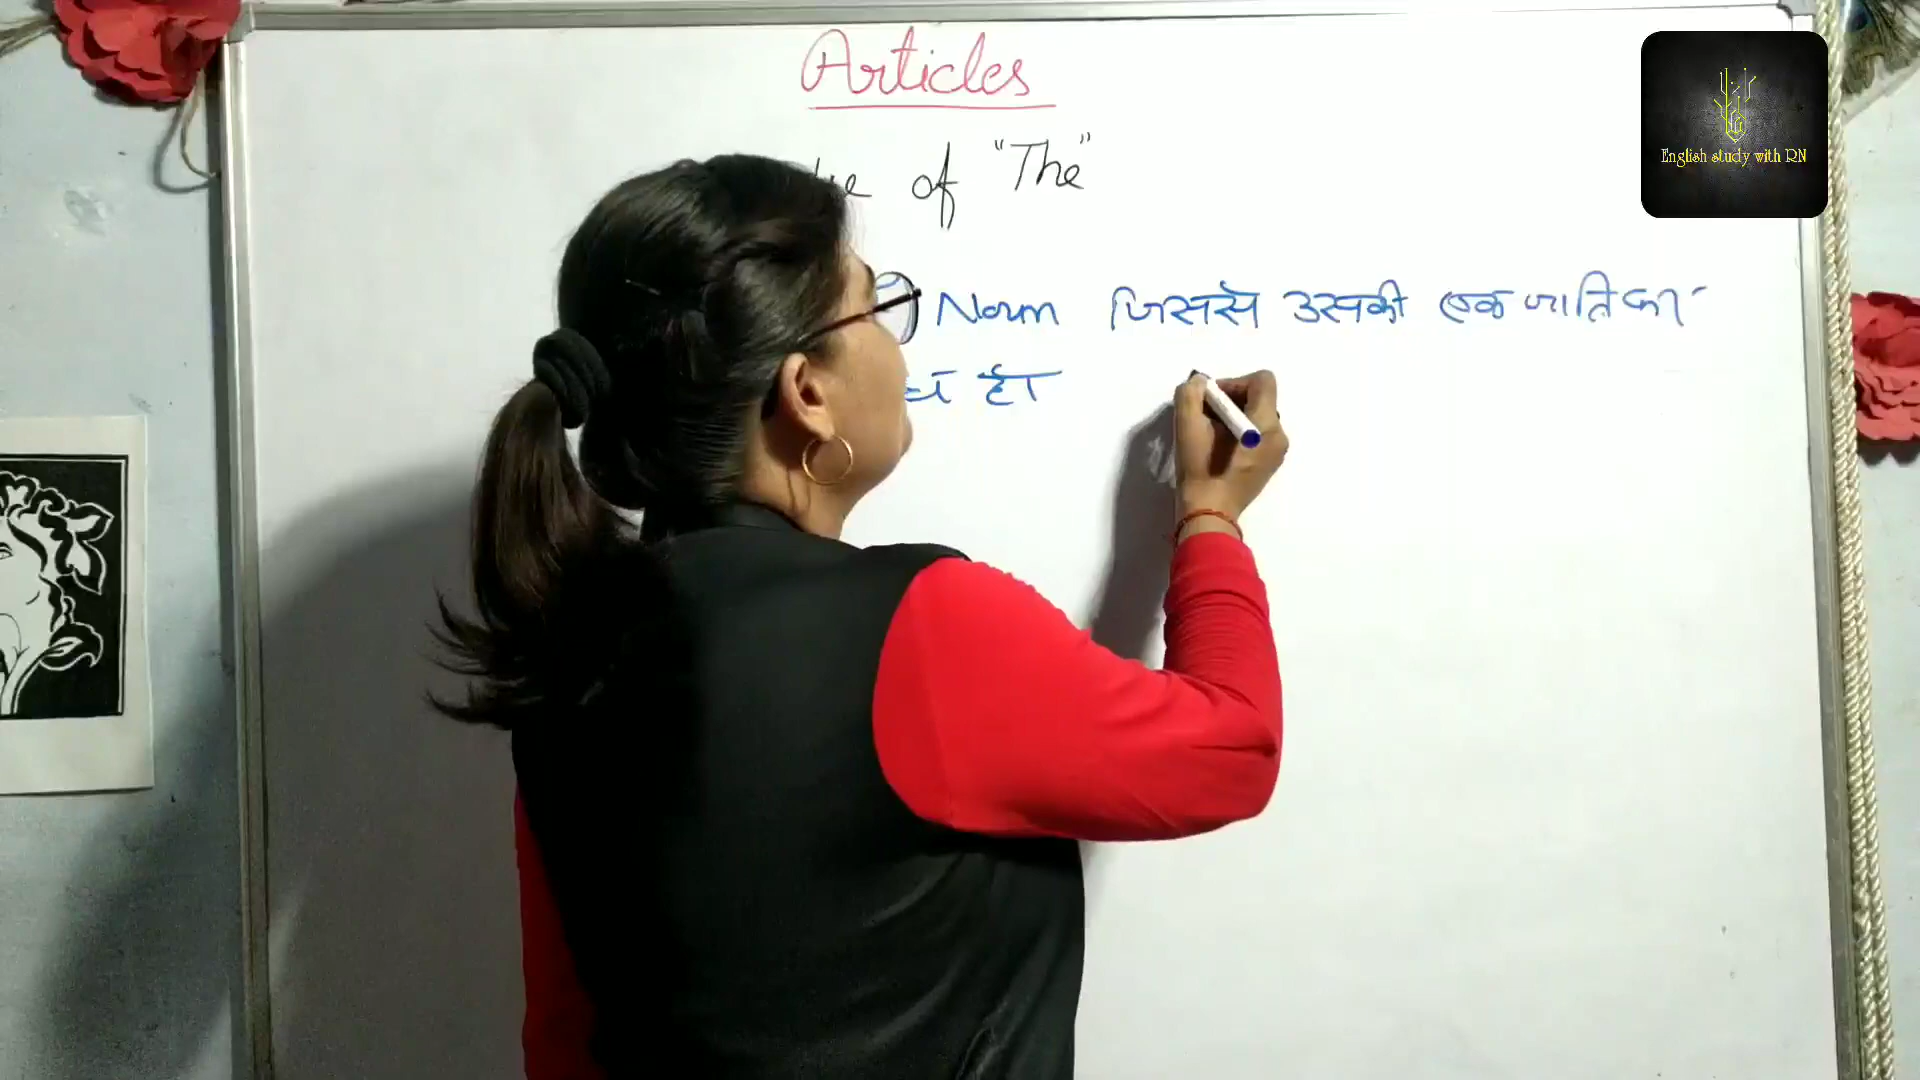 Articles
of "The"
English study with RN
Noun जिससे उसकी एक जाति का
हो